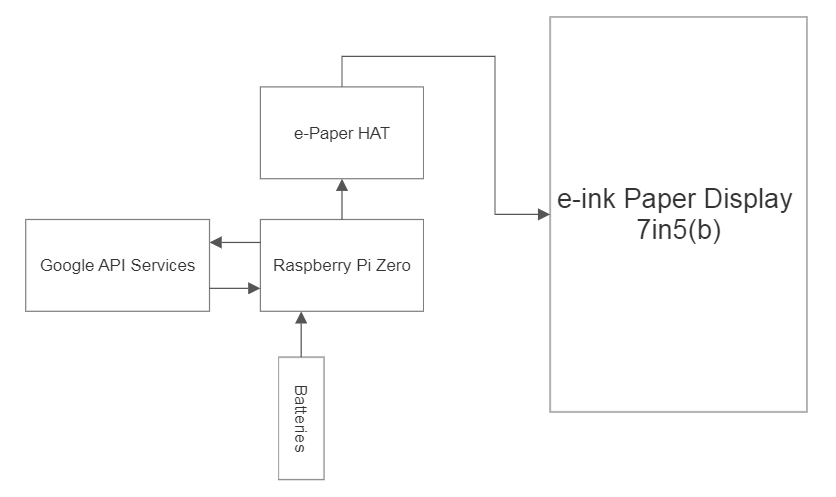 e-Paper HAT
e-ink Paper Display
7in5(b)
Google API Services
Raspberry Pi Zero
Batteries